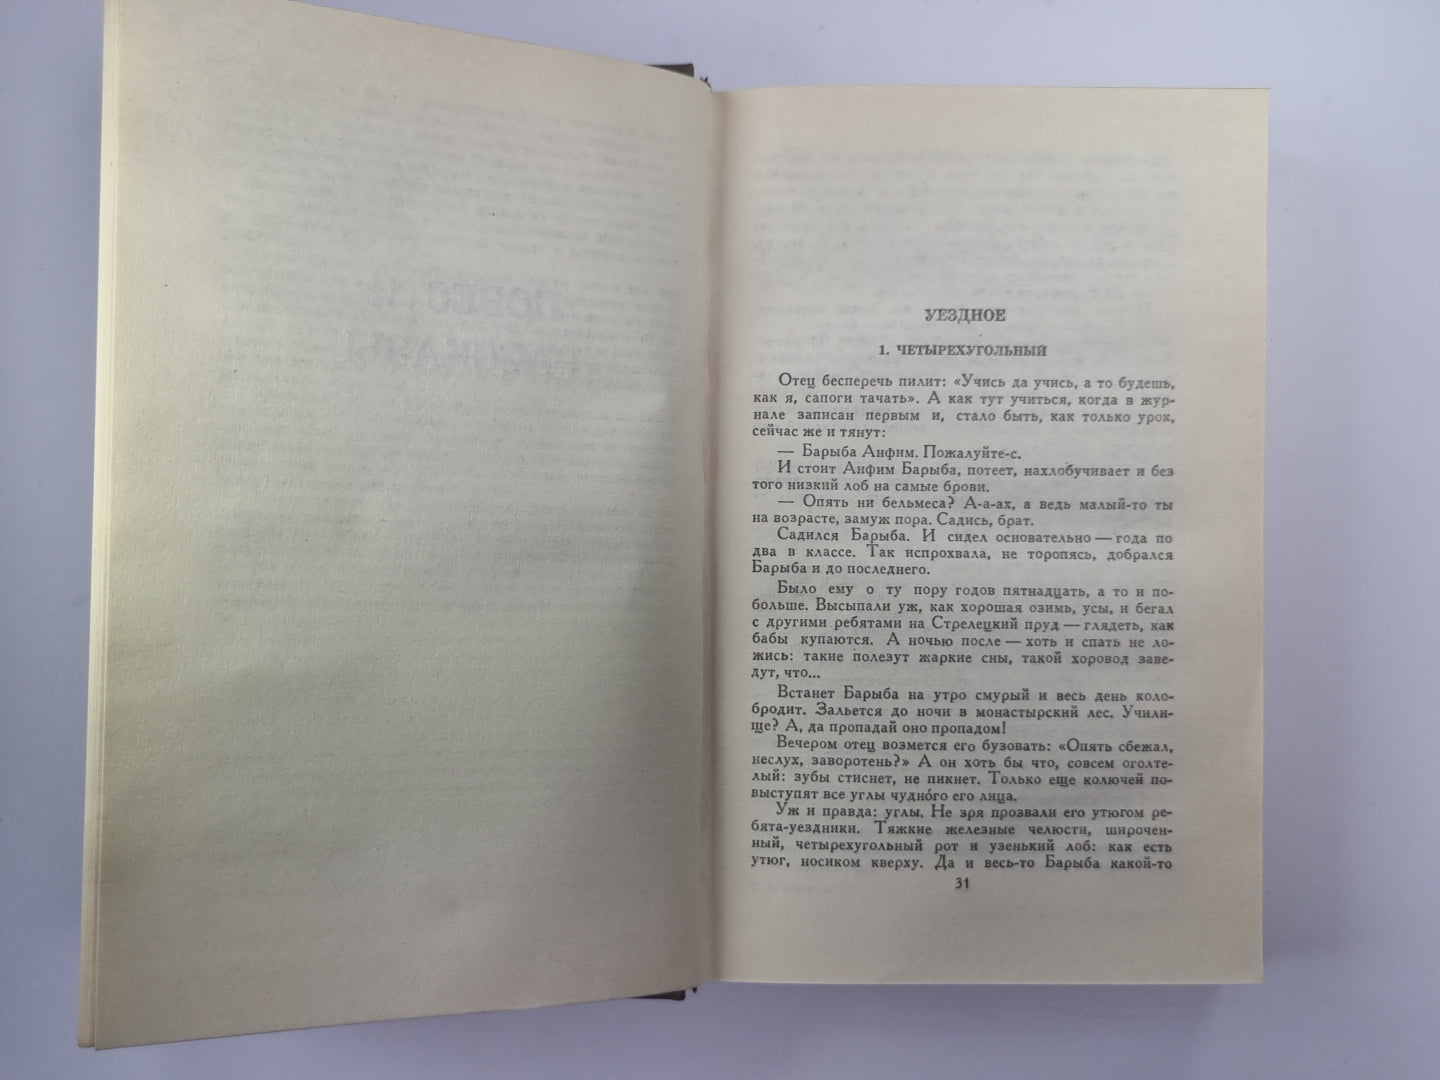 УЕЗДНОЕ
1. ЧЕТЫРЕХУГОЛЬНЫЙ
Отец бесперечь пилит: «Учись да учись, а то будешь,
как я, сапоги тачать». А как тут учиться, когда в жур-
нале записан первым и, стало быть, как только урок,
сейчас же и тянут:
— Барыба Анфим. Пожалуйте-с.
И стоит Анфим Барыба, потеет, нахлобучивает и без
того низкий лоб на самые брови.
— Опять ни бельмеса? А-а-ах, а ведь малый-то ты
на возрасте, замуж пора. Садись, брат.
Садился Барыба. И сидел основательно — года по
два в классе. Так испрохвала, не торопясь, добрался
Барыба и до последнего.
Было ему о ту пору годов пятнадцать, а то и по-
больше. Высыпали уж, как хорошая озимь, усы, и бегал
с другими ребятами на Стрелецкий пруд — глядеть, как
бабы купаются. А ночью после — хоть и спать не ло-
жись: такие полезут жаркие сны, такой хоровод заве-
дут, что...
Встанет Барыба на утро смурый и весь день коло-
бродит. Зальется до ночи в монастырский лес. Учили-
ще? А, да пропадай оно пропадом!
Вечером отец возмется его бузовать: «Опять сбежал,
неслух, заворотень?» А он хоть бы что, совсем оголте-
лый: зубы стиснет, не пикнет. Только еще колючей по-
выступят все углы чудно́го его лица.
Уж и правда: углы. Не зря прозвали его утюгом ре-
бята-уездники. Тяжкие железные челюсти, широчен-
ный, четырехугольный рот и узенький лоб: как есть
утюг, носиком кверху. Да и весь-то Барыба какой-то
31